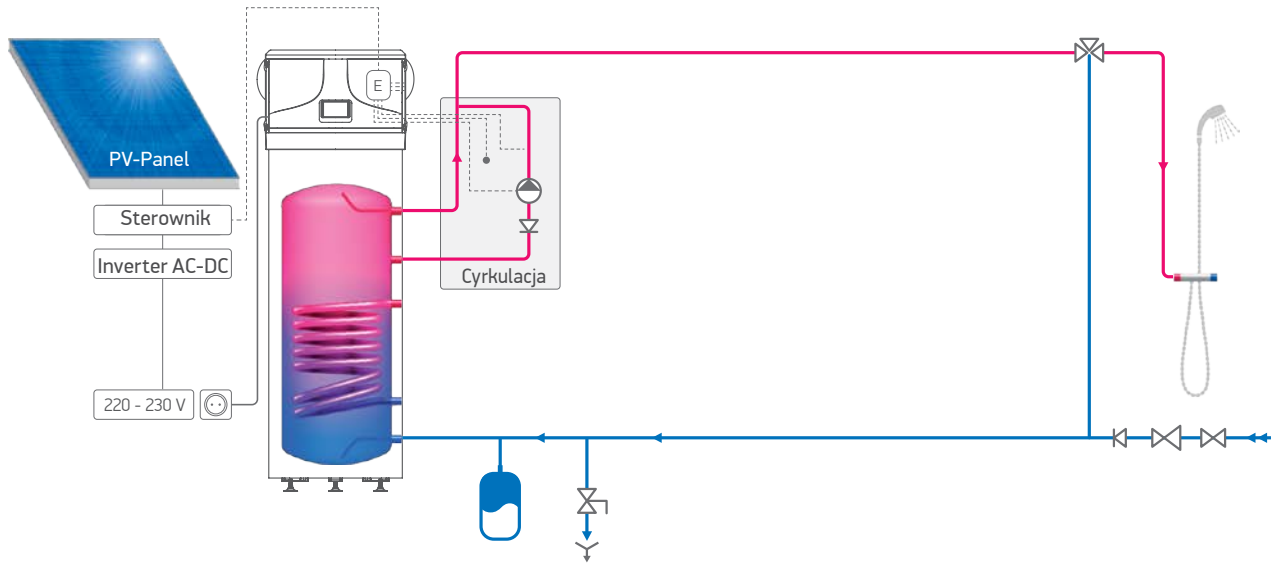 E
PV-Panel
Sterownik
Inverter AC-DC
Cyrkulacja
220 - 230 V